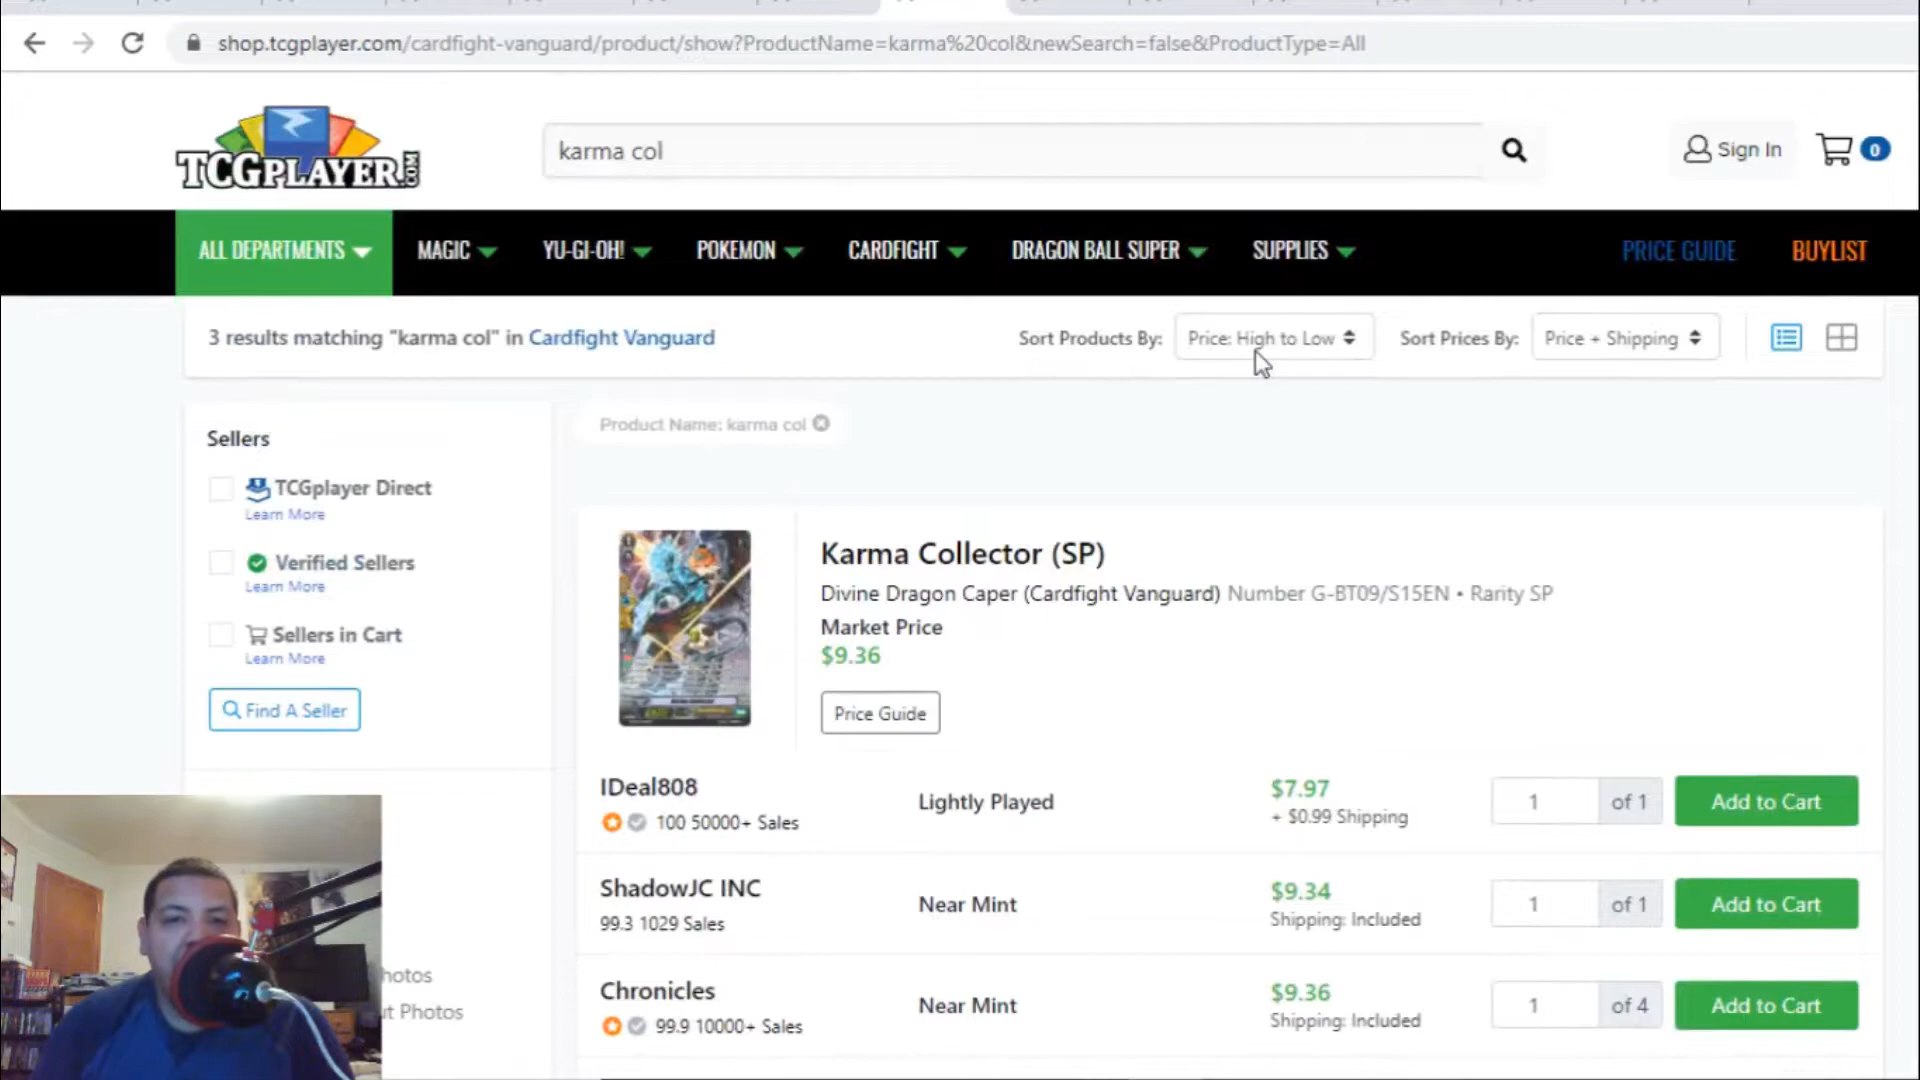 shop.tcgplayer.com/cardfight-vanguard/product/show?ProductName=karma%20col&newSearch=false&ProductType=All
TCGPLAYER.COM
karma col
Sign In
0
ALL DEPARTMENTS
MAGIC
YU-GI-OH!
POKEMON
CARDFIGHT
DRAGON BALL SUPER
SUPPLIES
PRICE GUIDE
BUYLIST
3 results matching "karma col" in Cardfight Vanguard
Sort Products By: Price: High to Low
Sort Prices By: Price + Shipping
Product Name: karma col
Sellers
TCGplayer Direct
Learn More
Verified Sellers
Learn More
Sellers in Cart
Learn More
Find A Seller
hotos
ut Photos
Karma Collector (SP)
Divine Dragon Caper (Cardfight Vanguard) Number G-BT09/S15EN • Rarity SP
Market Price
$9.36
Price Guide
IDeal808
100 50000+ Sales
Lightly Played
$7.97
+ $0.99 Shipping
1 of 1
Add to Cart
ShadowJC INC
99.3 1029 Sales
Near Mint
$9.34
Shipping: Included
1 of 1
Add to Cart
Chronicles
99.9 10000+ Sales
Near Mint
$9.36
Shipping: Included
1 of 4
Add to Cart